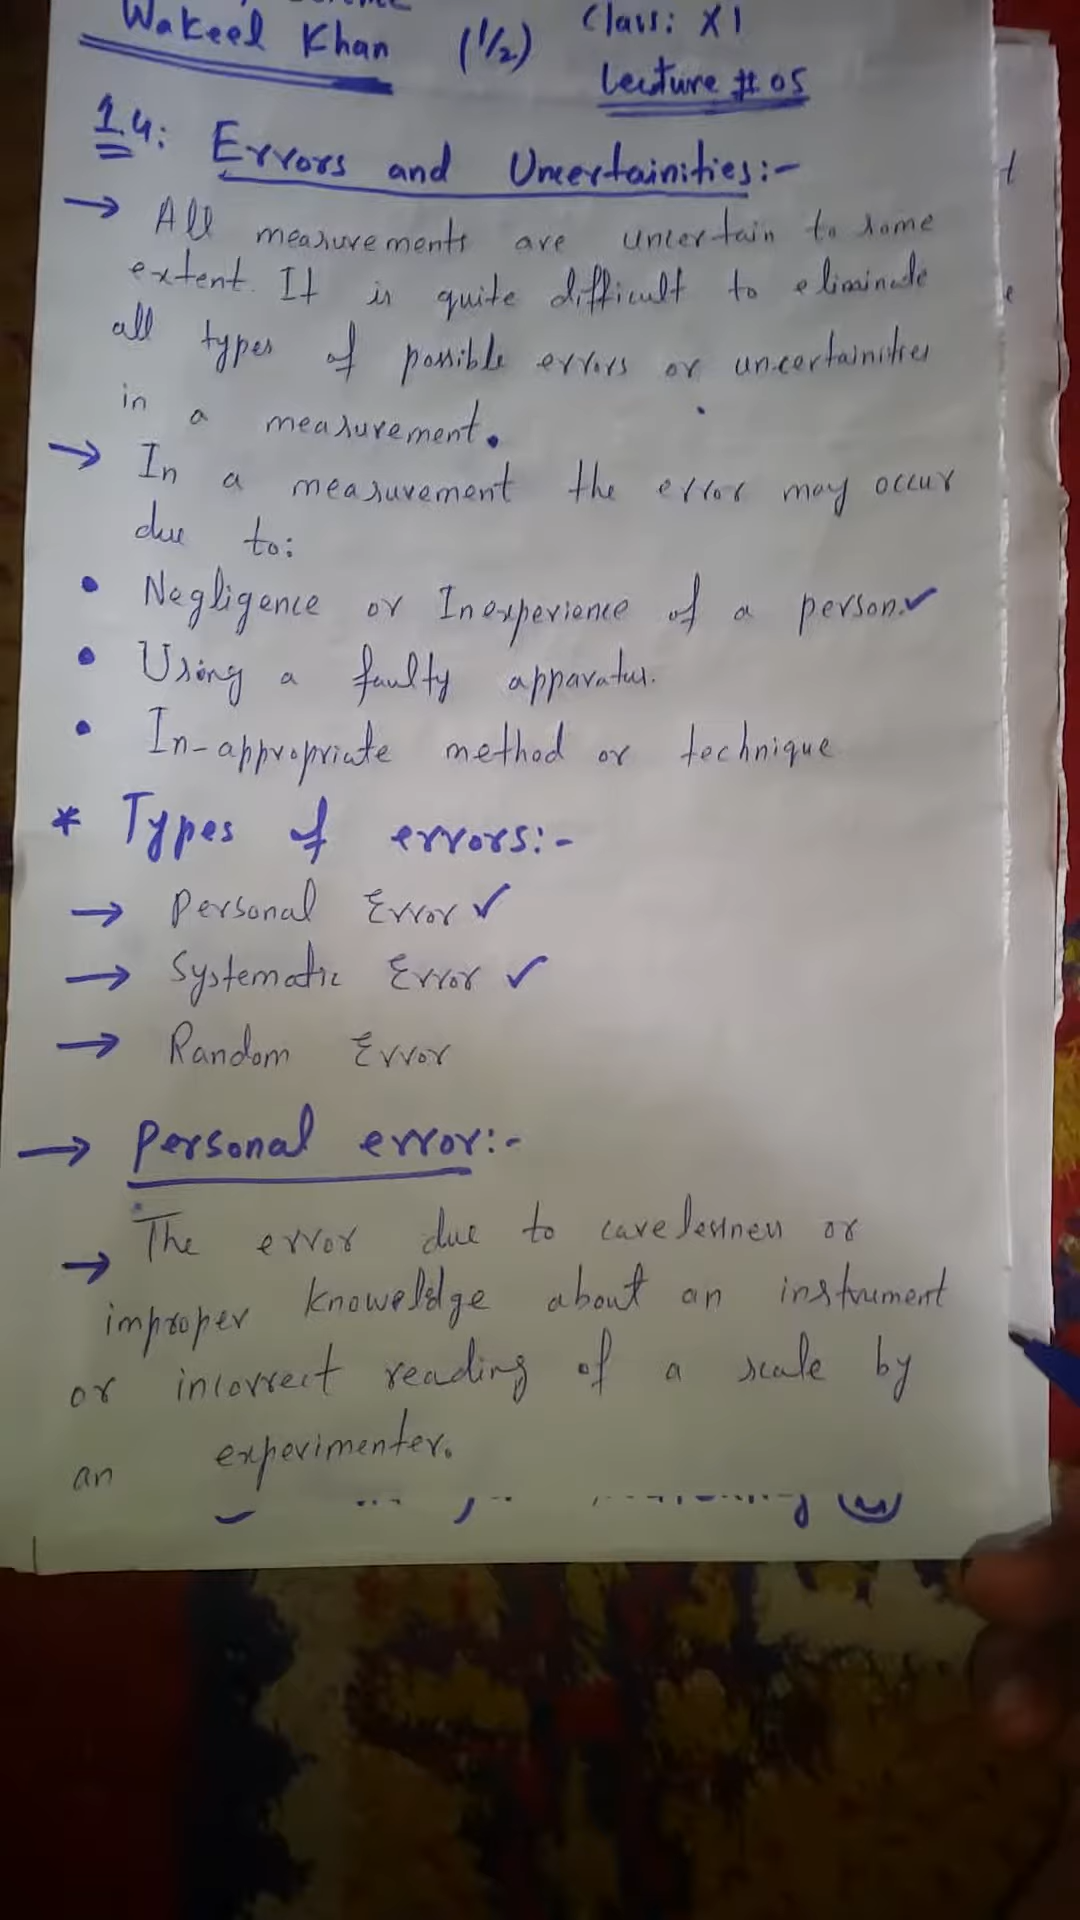 Wakeel Khan (1/2) Class: XI
Lecture # 05
1.4: Errors and Uncertainities:-
→ All measurements are uncertain to some
extent. It is quite difficult to eliminate
all types of possible errors or uncertainities
in a measurement.
→ In a measurement the error may occur
due to:
• Negligence or Inexperience of a person. ✓
• Using a faulty apparatus.
• In-appropriate method or technique
* Types of errors:-
→ Personal Error ✓
→ Systematic Error ✓
→ Random Error
→ Personal error:-
→ The error due to carelessness or
improper knoweldge about an instrument
or incorrect reading of a scale by
an experimenter.